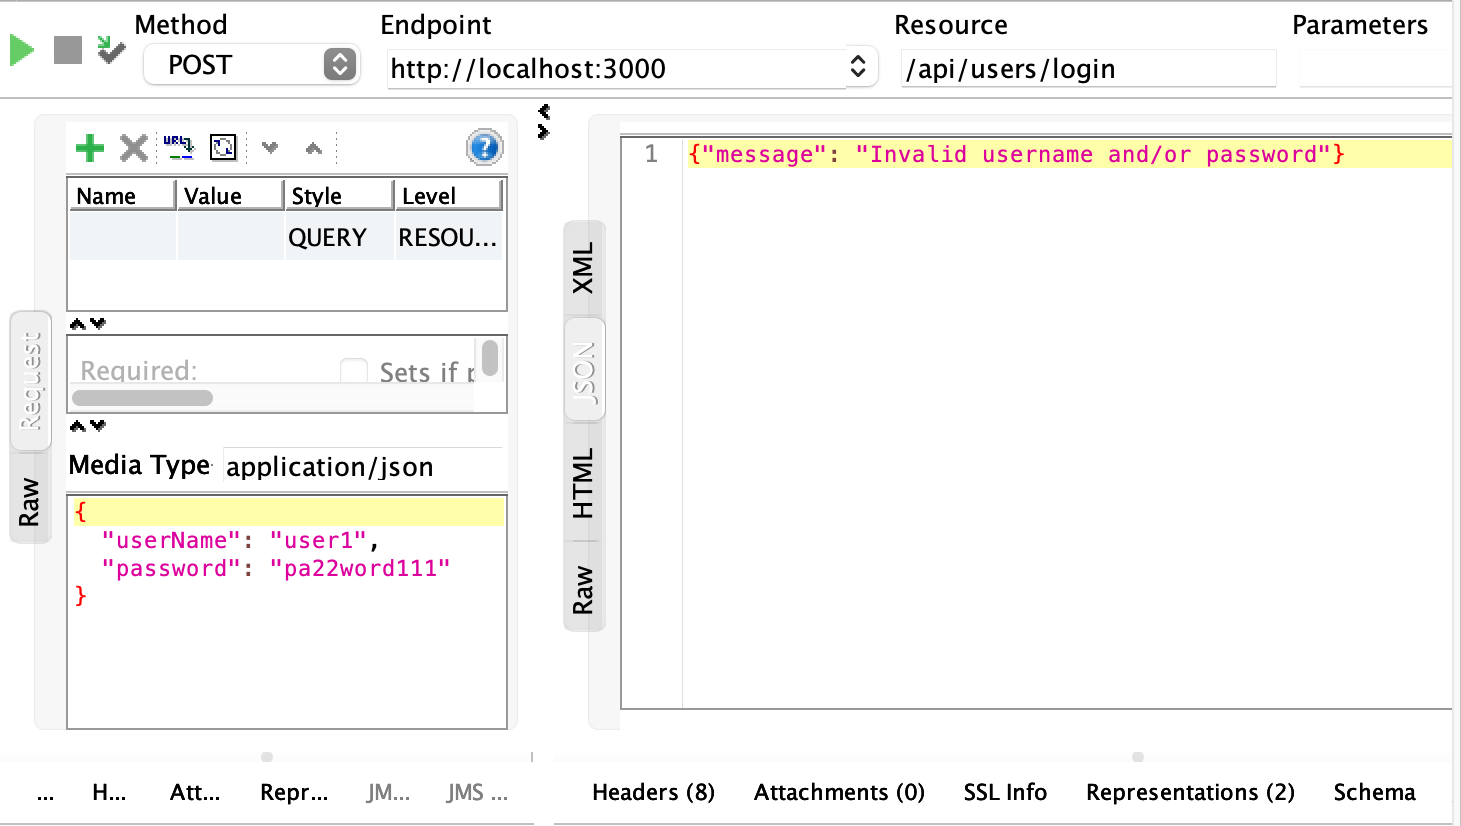 Method Endpoint Resource Parameters
POST http://localhost:3000 /api/users/login
URL
Name Value Style Level
QUERY RESOU...
Required: Sets if p
Media Type application/json
{
"userName": "user1",
"password": "pa22word111"
}
Request
Raw
1 {"message": "Invalid username and/or password"}
XML
JSON
HTML
Raw
... H... Att... Repr... JM... JMS ...
Headers (8) Attachments (0) SSL Info Representations (2) Schema